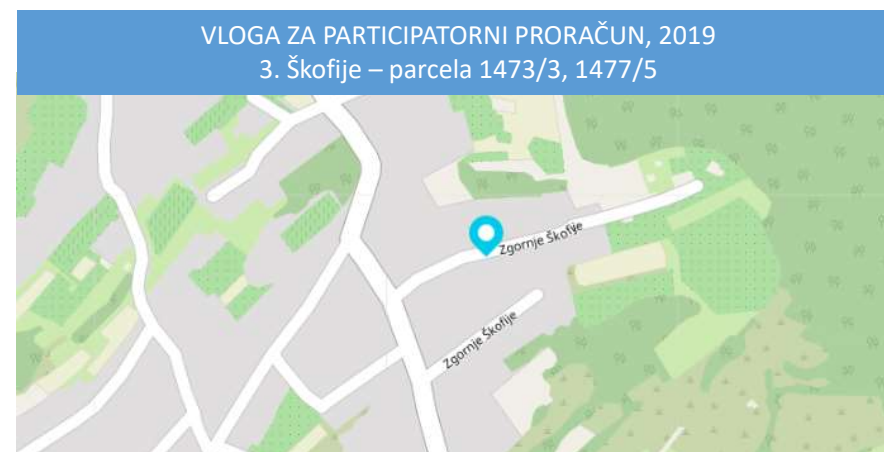 VLOGA ZA PARTICIPATORNI PRORAČUN, 2019
3. Škofije – parcela 1473/3, 1477/5
Zgornje Škofije
Zgornje Škofije